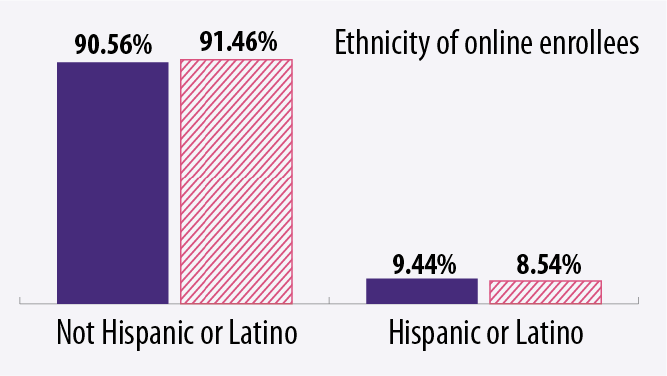 Ethnicity of online enrollees
90.56%
91.46%
9.44%
8.54%
Not Hispanic or Latino
Hispanic or Latino